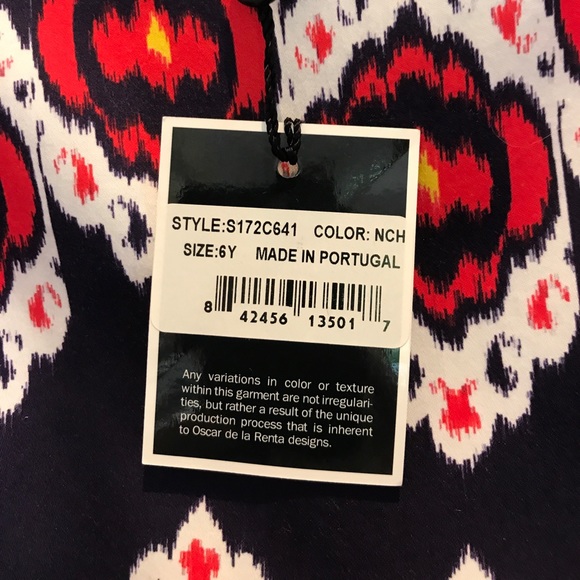 STYLE:S172C641 COLOR: NCH
SIZE:6Y MADE IN PORTUGAL
8 42456 13501 7
Any variations in color or texture
within this garment are not irregulari-
ties, but rather a result of the unique
production process that is inherent
to Oscar de la Renta designs.